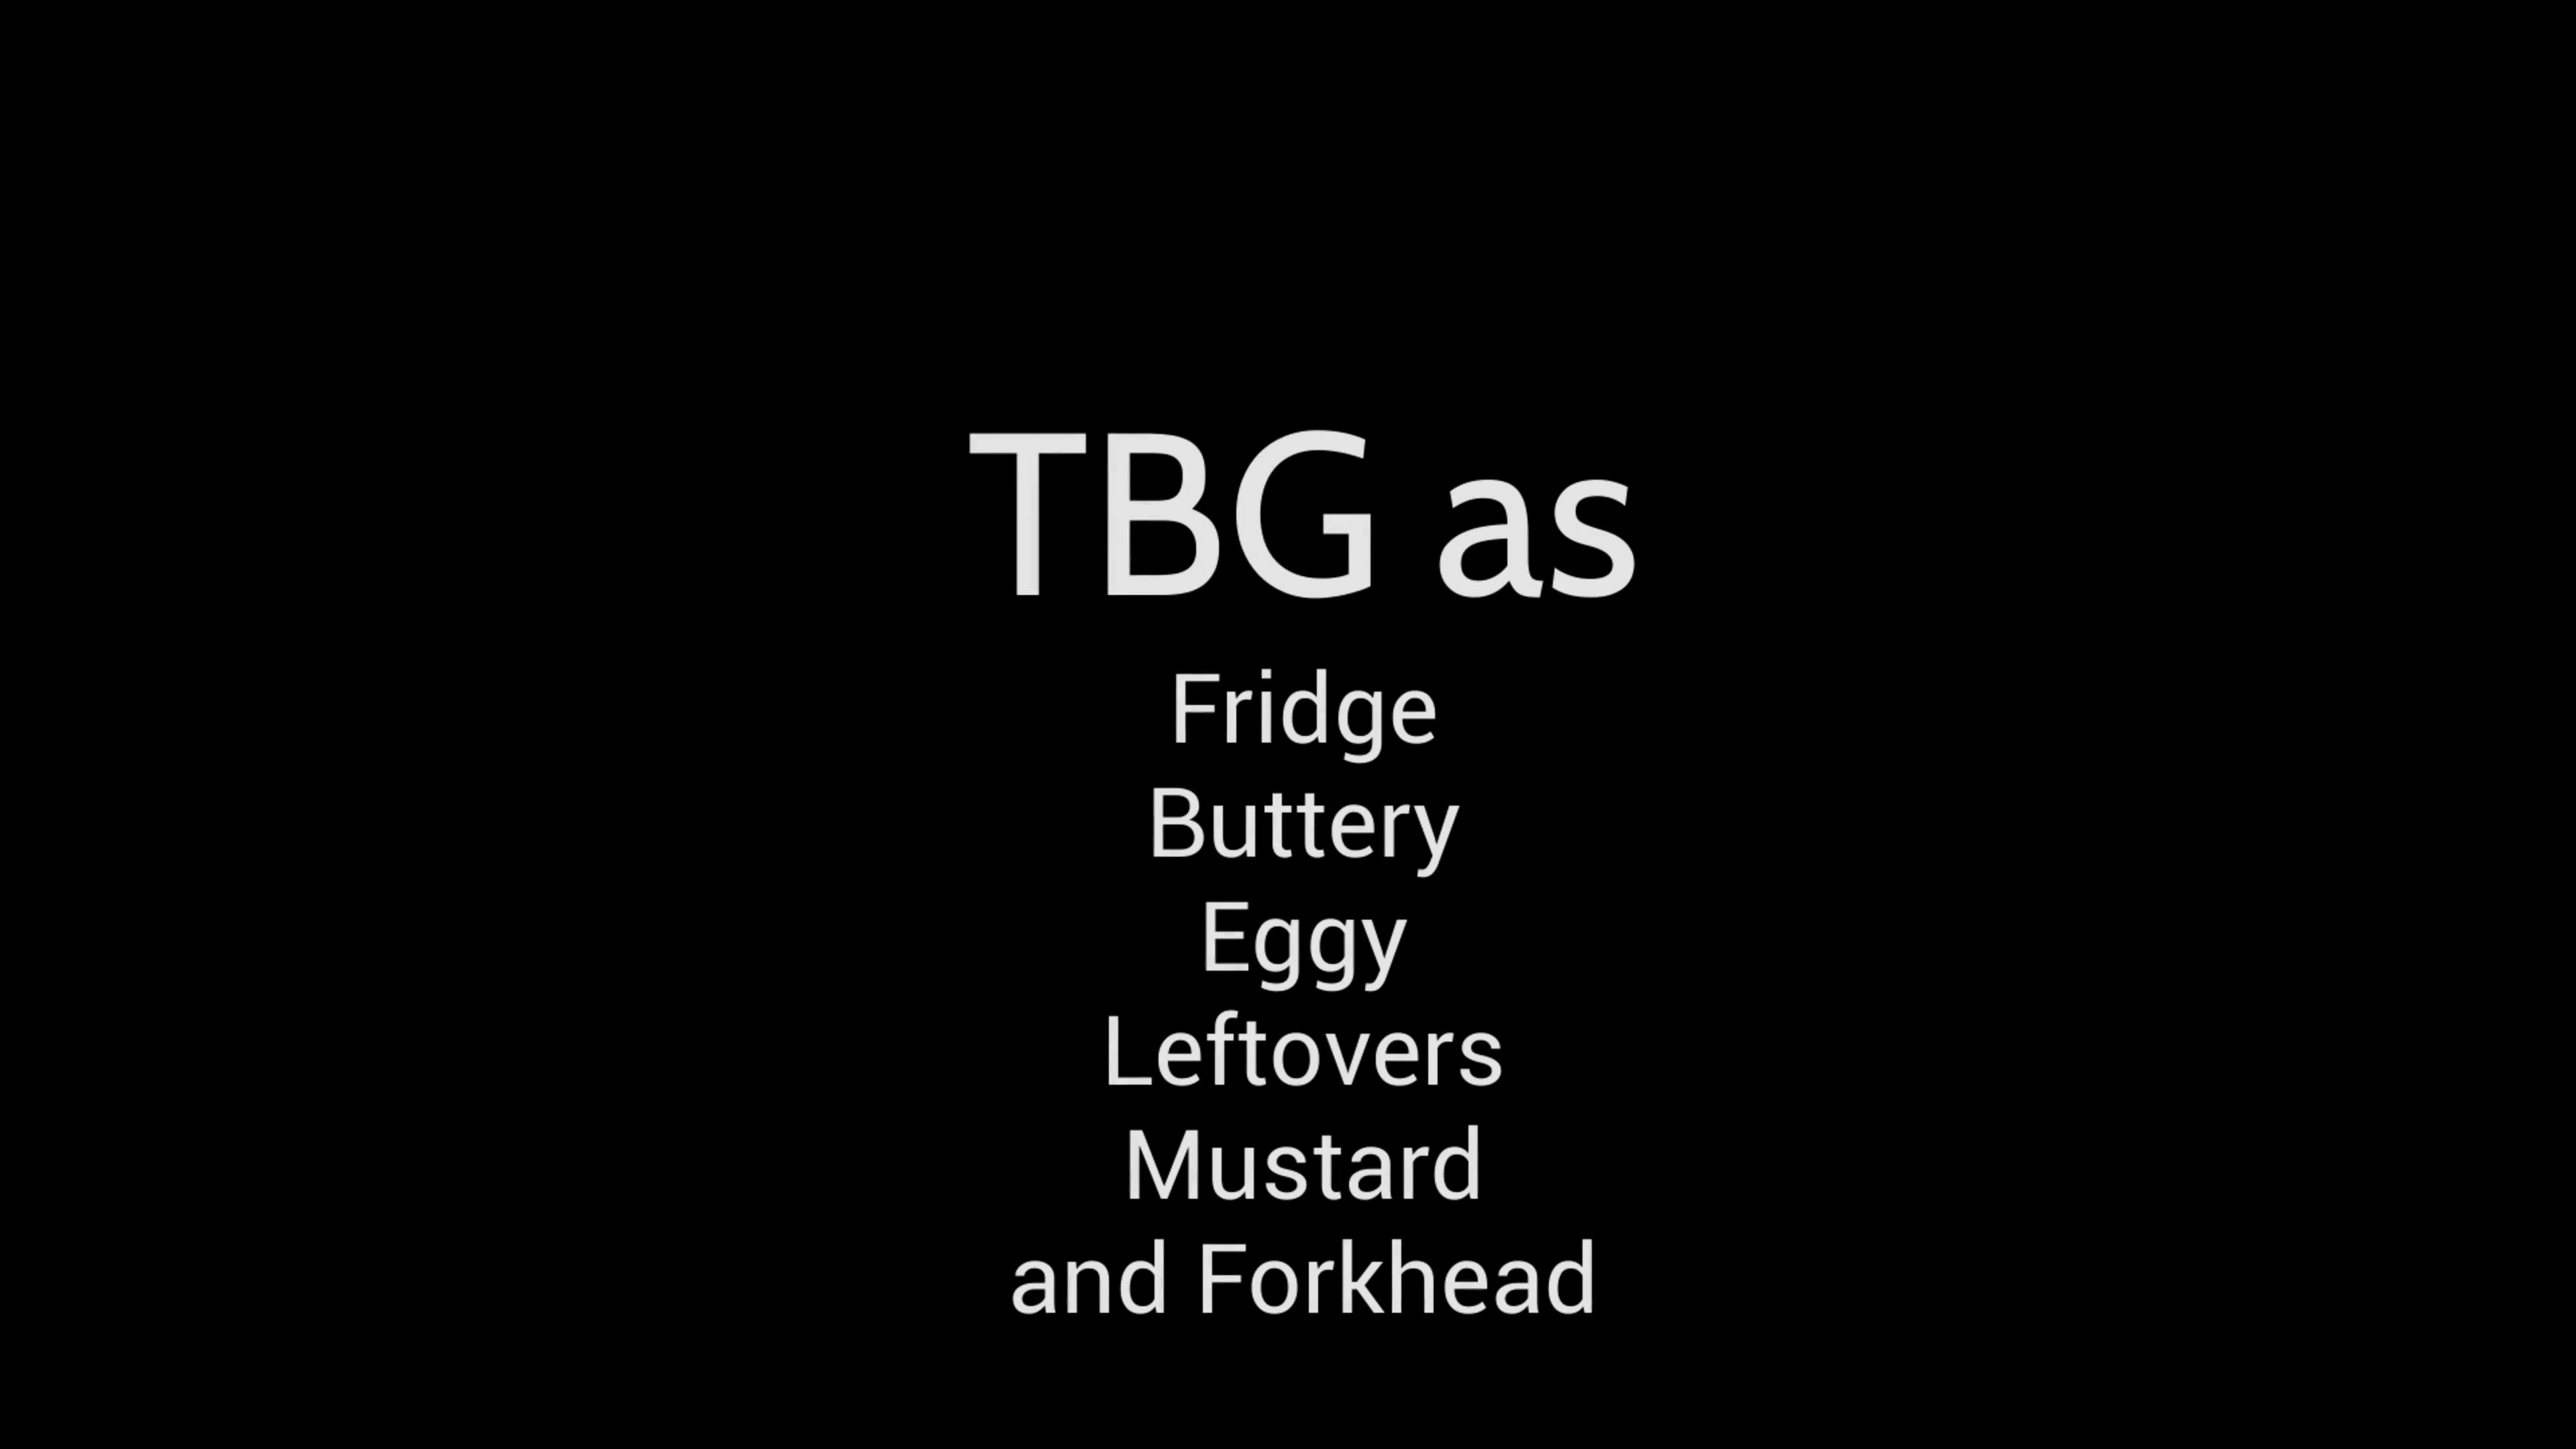 TBG as
Fridge
Buttery
Eggy
Leftovers
Mustard
and Forkhead